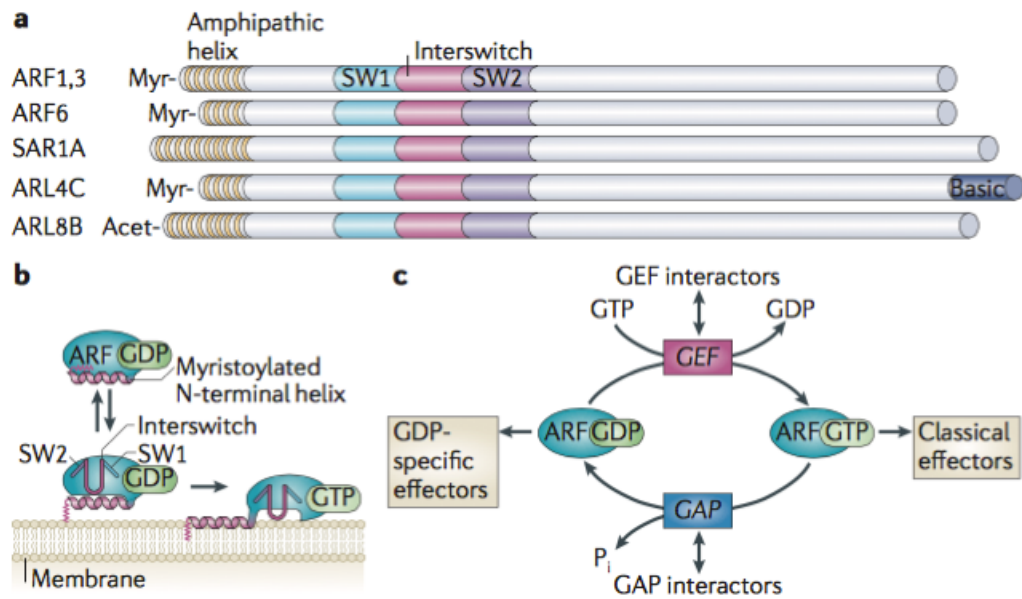 a
Amphipathic
helix
Interswitch
ARF1,3 Myr- SW1 SW2
ARF6 Myr-
SAR1A
ARL4C Myr- Basic
ARL8B Acet-
b
ARF GDP
Myristoylated
N-terminal helix
Interswitch
SW2 SW1
GDP
GTP
Membrane
c
GEF interactors
GTP GDP
GEF
GDP-
specific
effectors
ARF GDP
ARF GTP
Classical
effectors
GAP
Pi
GAP interactors